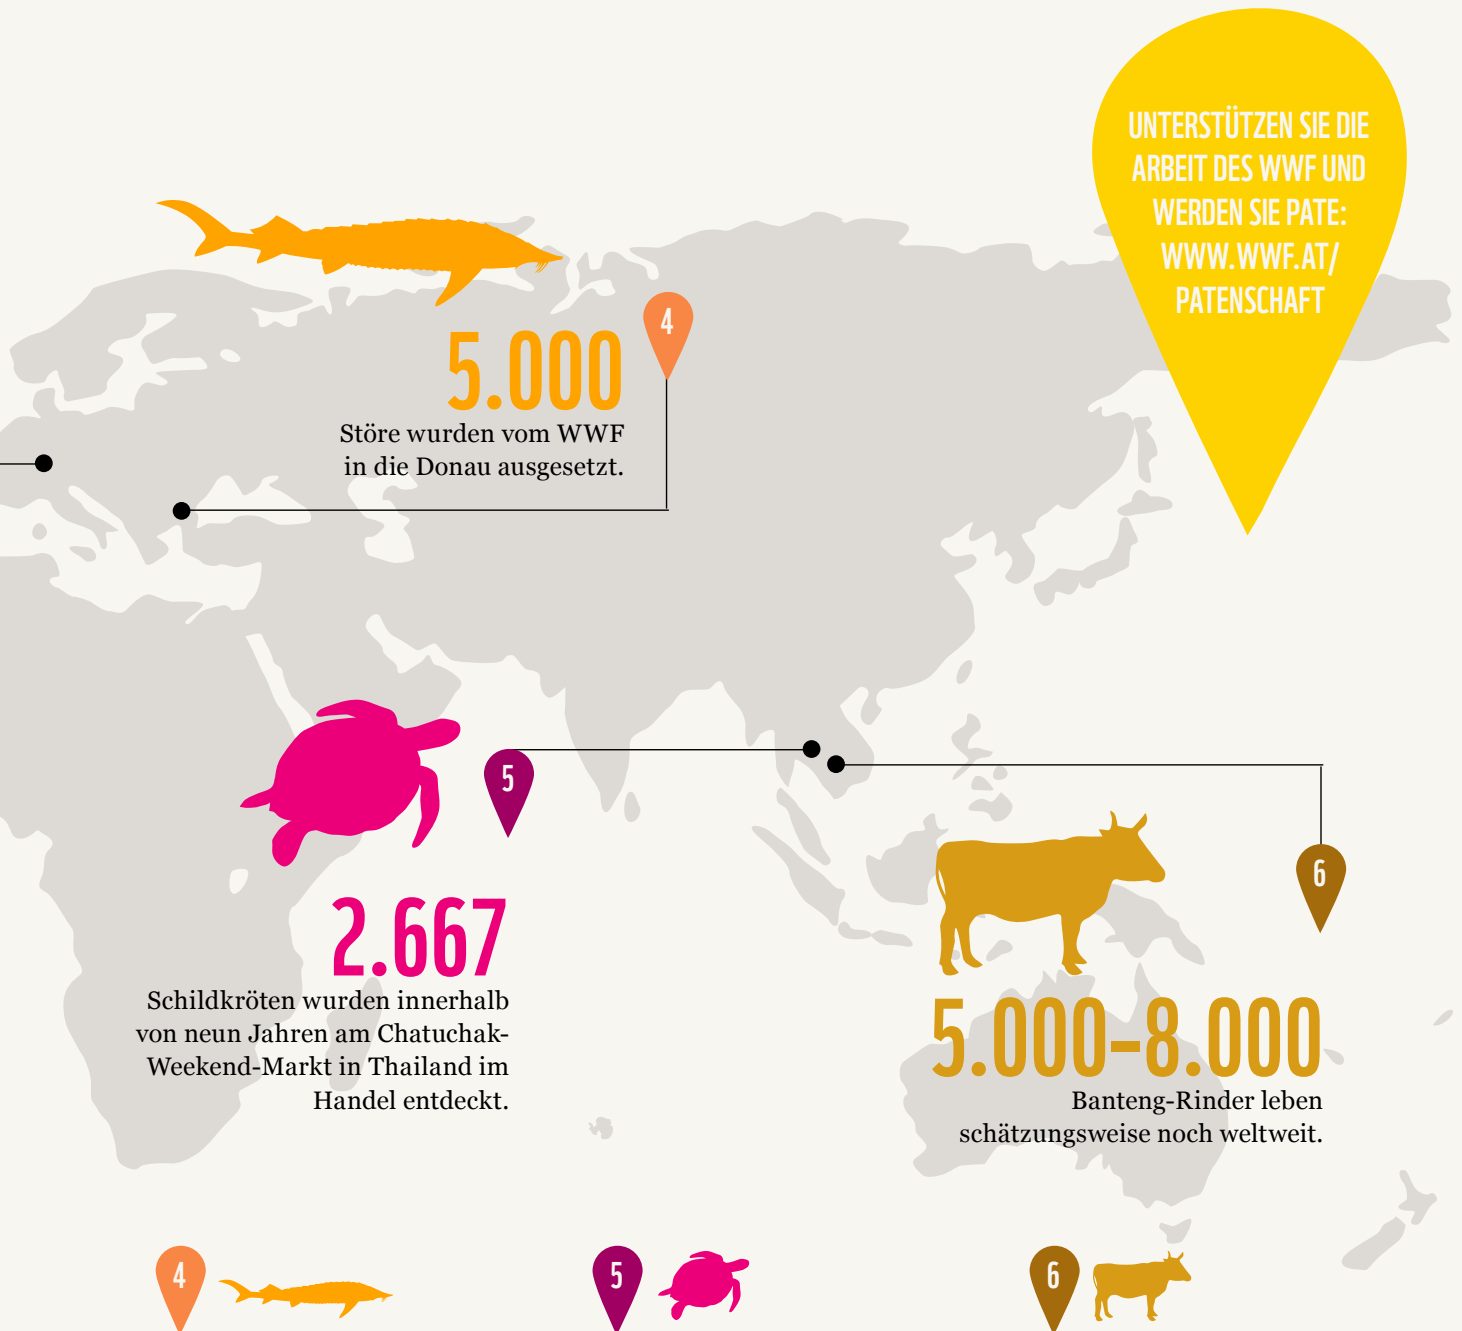 UNTERSTÜTZEN SIE DIE
ARBEIT DES WWF UND
WERDEN SIE PATE:
WWW.WWF.AT/
PATENSCHAFT
4
5.000
Störe wurden vom WWF
in die Donau ausgesetzt.
5
2.667
Schildkröten wurden innerhalb
von neun Jahren am Chatuchak-
Weekend-Markt in Thailand im
Handel entdeckt.
6
5.000–8.000
Banteng-Rinder leben
schätzungsweise noch weltweit.
4
5
6